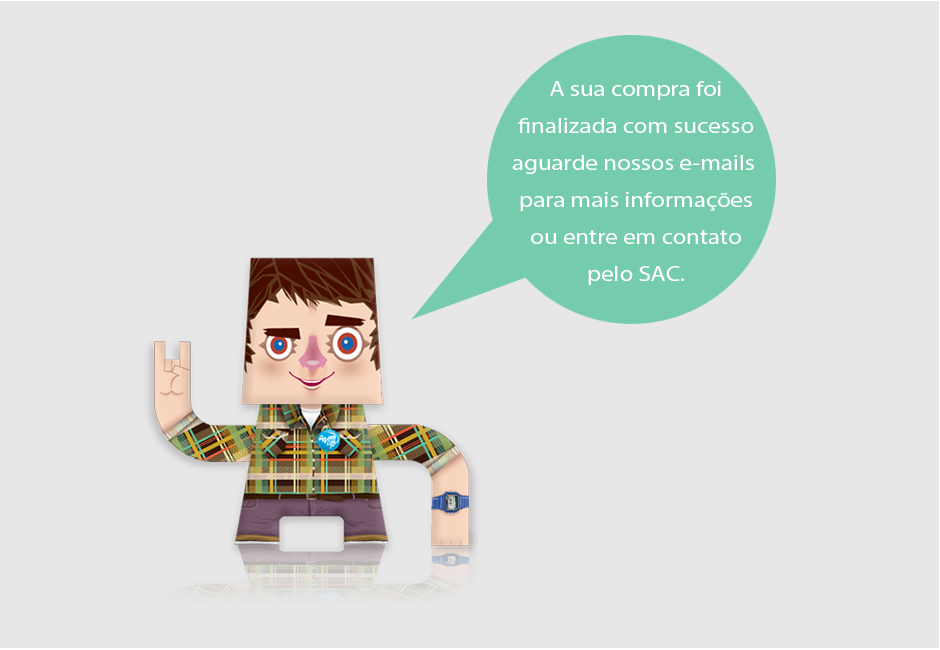 A sua compra foi
finalizada com sucesso
aguarde nossos e-mails
para mais informações
ou entre em contato
pelo SAC.